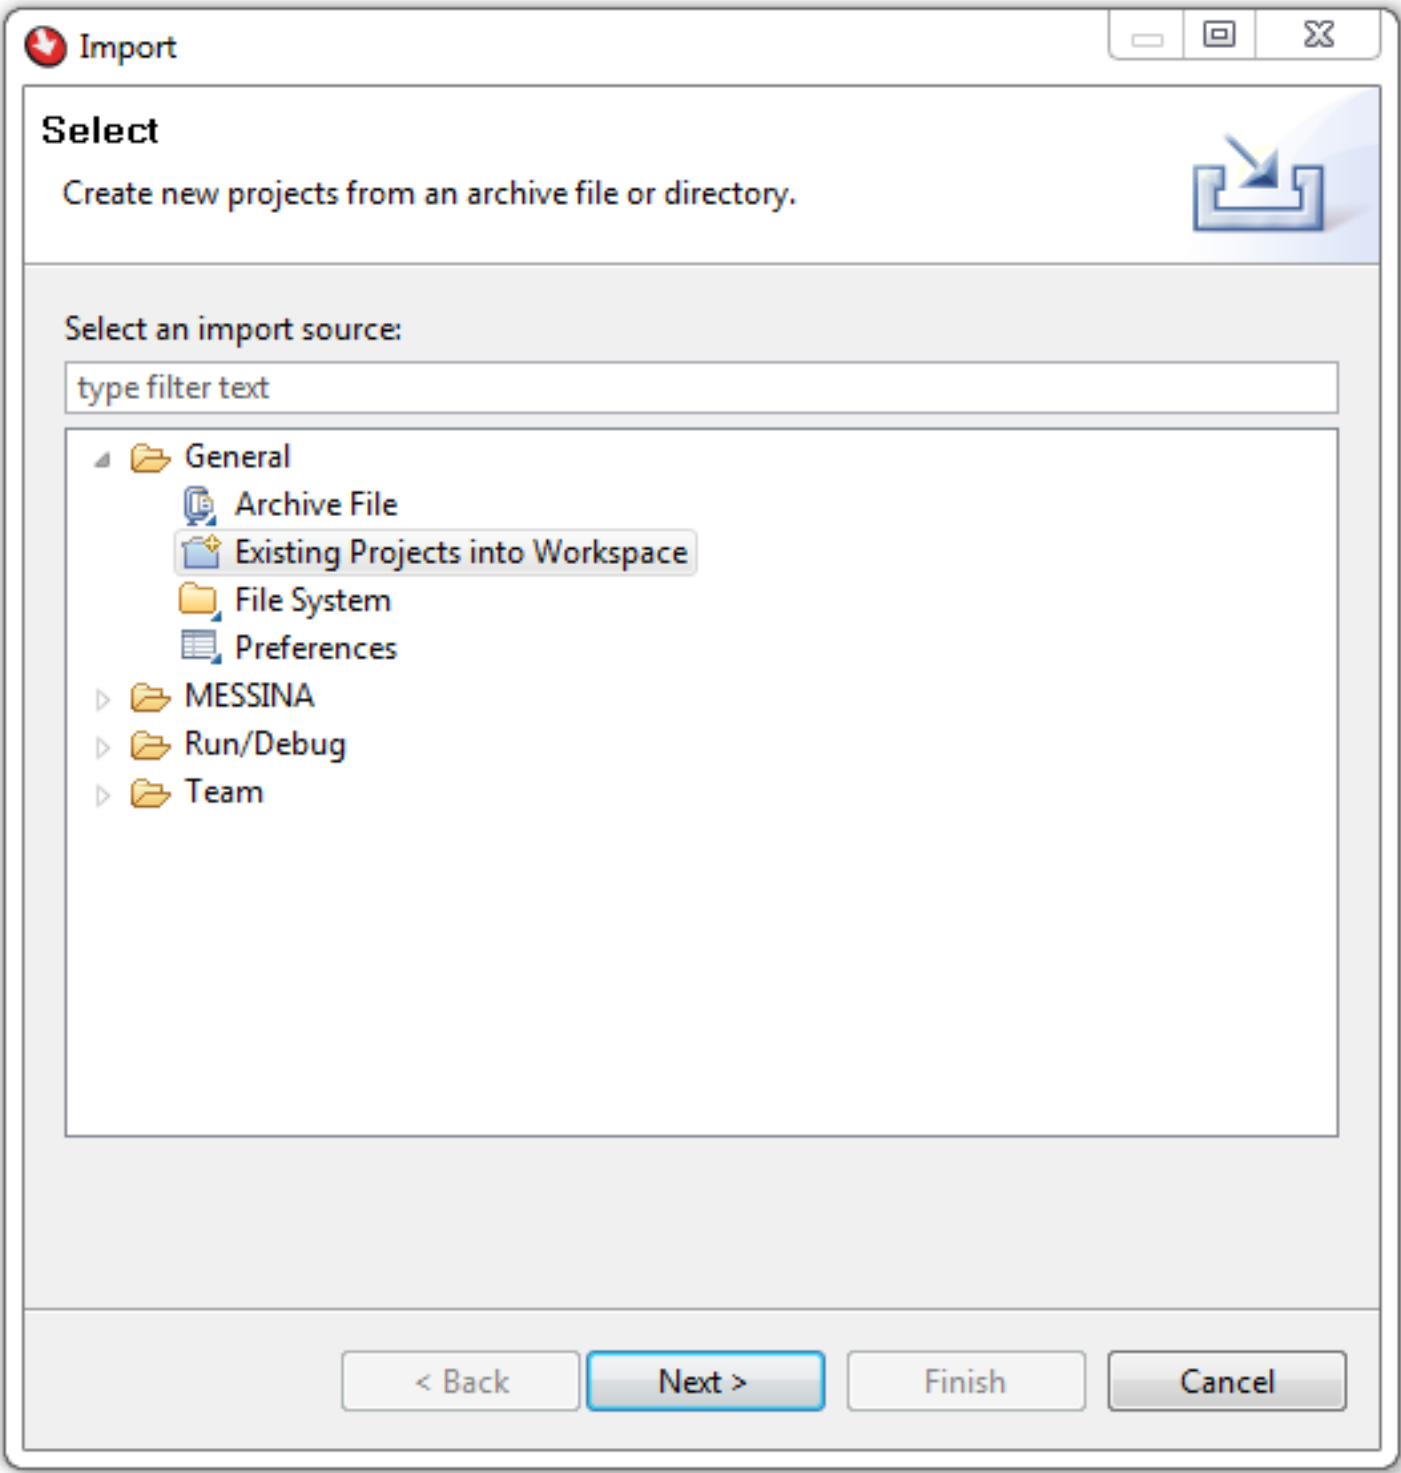 Import
Select
Create new projects from an archive file or directory.
Select an import source:
type filter text
General
Archive File
Existing Projects into Workspace
File System
Preferences
MESSINA
Run/Debug
Team
< Back Next > Finish Cancel